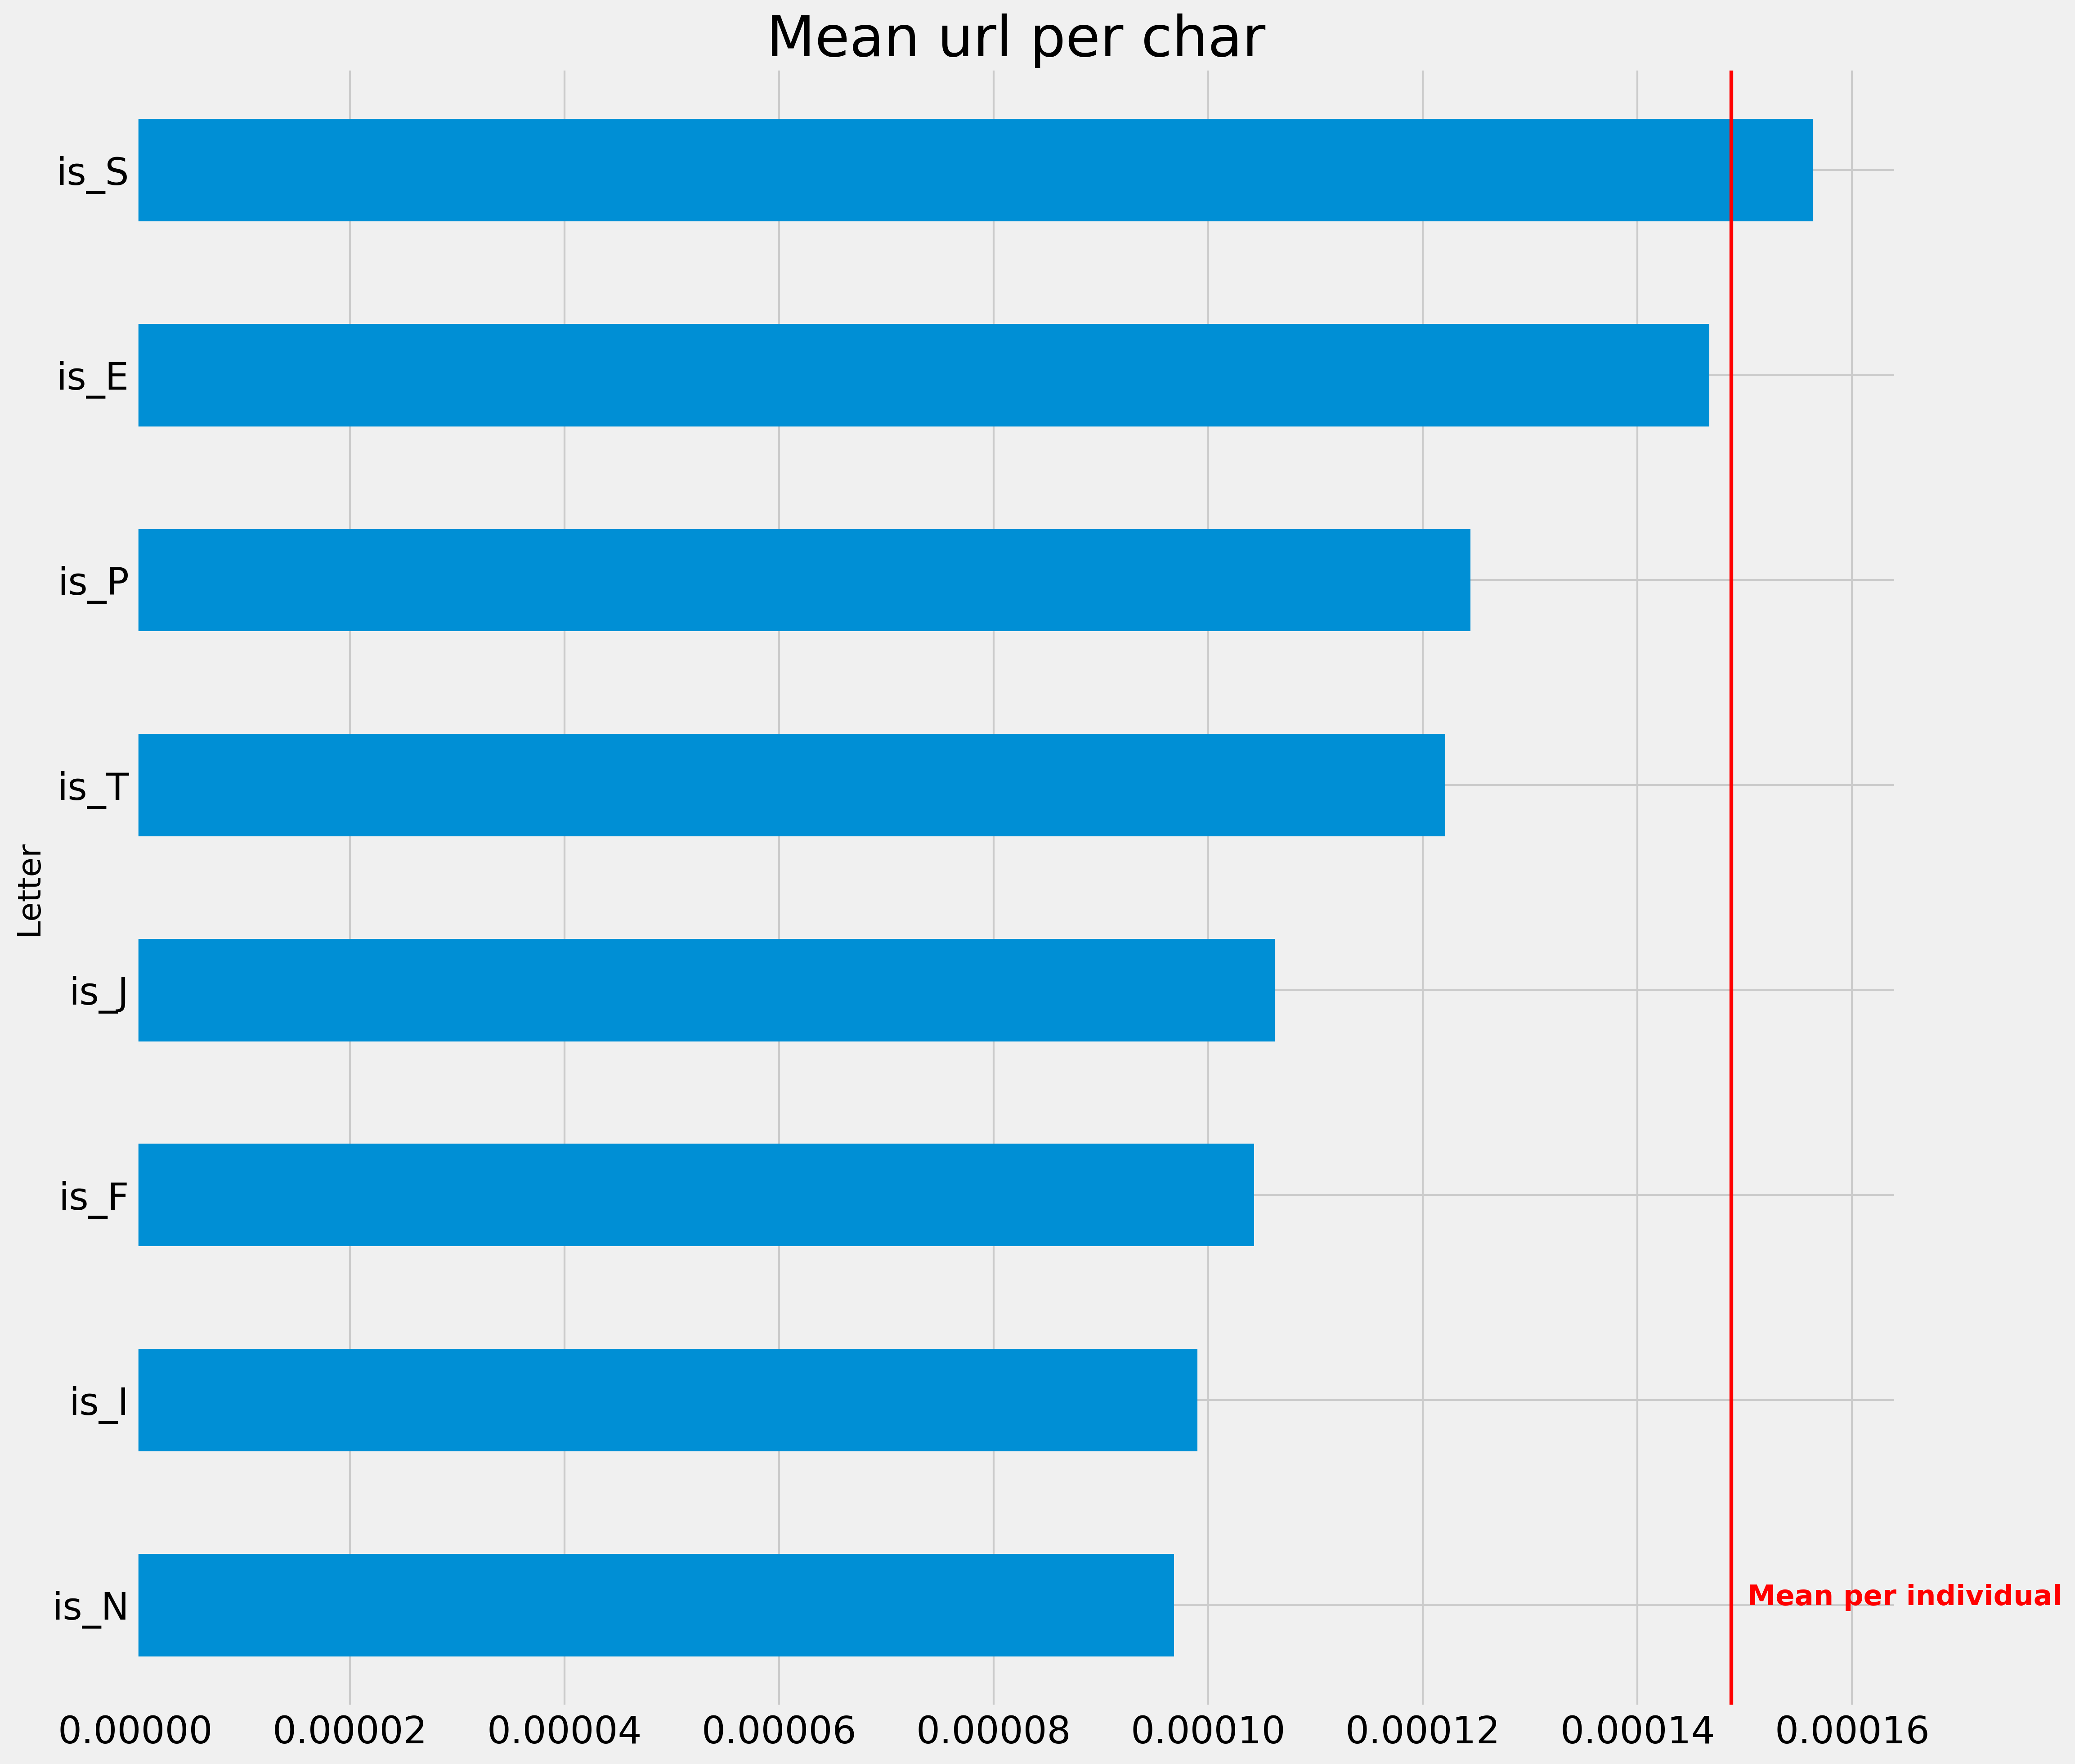 Mean url per char
is_S
is_E
is_P
is_T
is_J
is_F
is_I
is_N
Letter
Mean per individual
0.00000 0.00002 0.00004 0.00006 0.00008 0.00010 0.00012 0.00014 0.00016